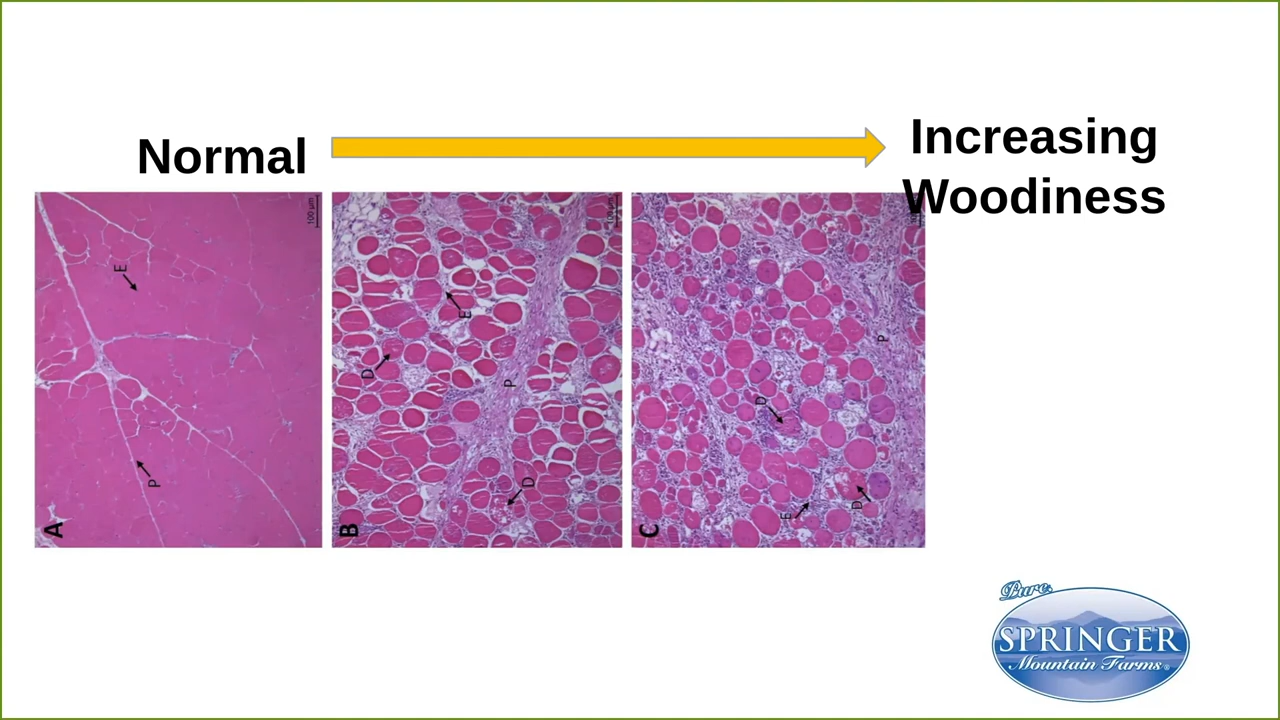 Normal
Increasing
Woodiness
100 µm
E
P
A
E
D
P
D
B
P
D
E
D
C
Pure
SPRINGER
Mountain Farms®